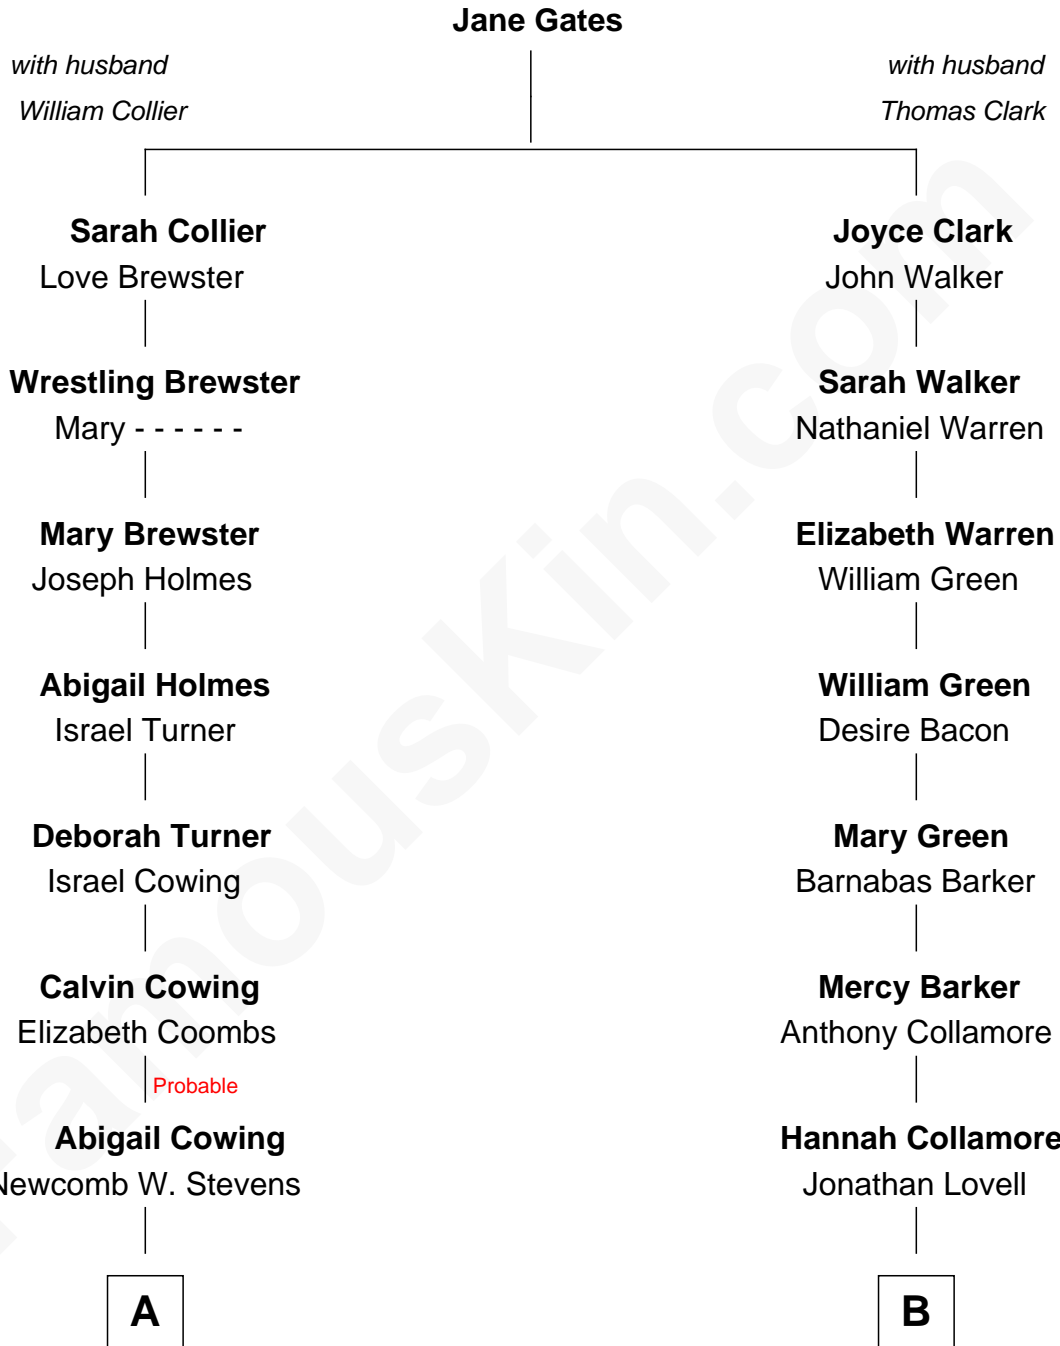 Jane Gates
with husband
William Collier
with husband
Thomas Clark
Sarah Collier
Love Brewster
Joyce Clark
John Walker
Wrestling Brewster
Mary - - - - - -
Sarah Walker
Nathaniel Warren
Mary Brewster
Joseph Holmes
Elizabeth Warren
William Green
Abigail Holmes
Israel Turner
William Green
Desire Bacon
Deborah Turner
Israel Cowing
Mary Green
Barnabas Barker
Calvin Cowing
Elizabeth Coombs
Mercy Barker
Anthony Collamore
Probable
Abigail Cowing
Newcomb W. Stevens
Hannah Collamore
Jonathan Lovell
A
B
FamousKin.com